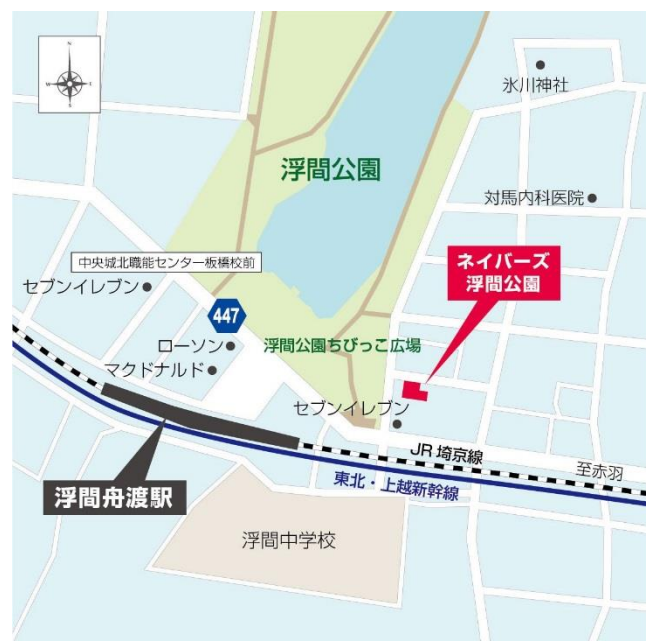 N
W
E
S
氷川神社
浮間公園
対馬内科医院
中央城北職能センター板橋校前
ネイバーズ
浮間公園
セブンイレブン
447
ローソン
浮間公園ちびっこ広場
マクドナルド
セブンイレブン
JR 埼京線
至赤羽
東北・上越新幹線
浮間舟渡駅
浮間中学校